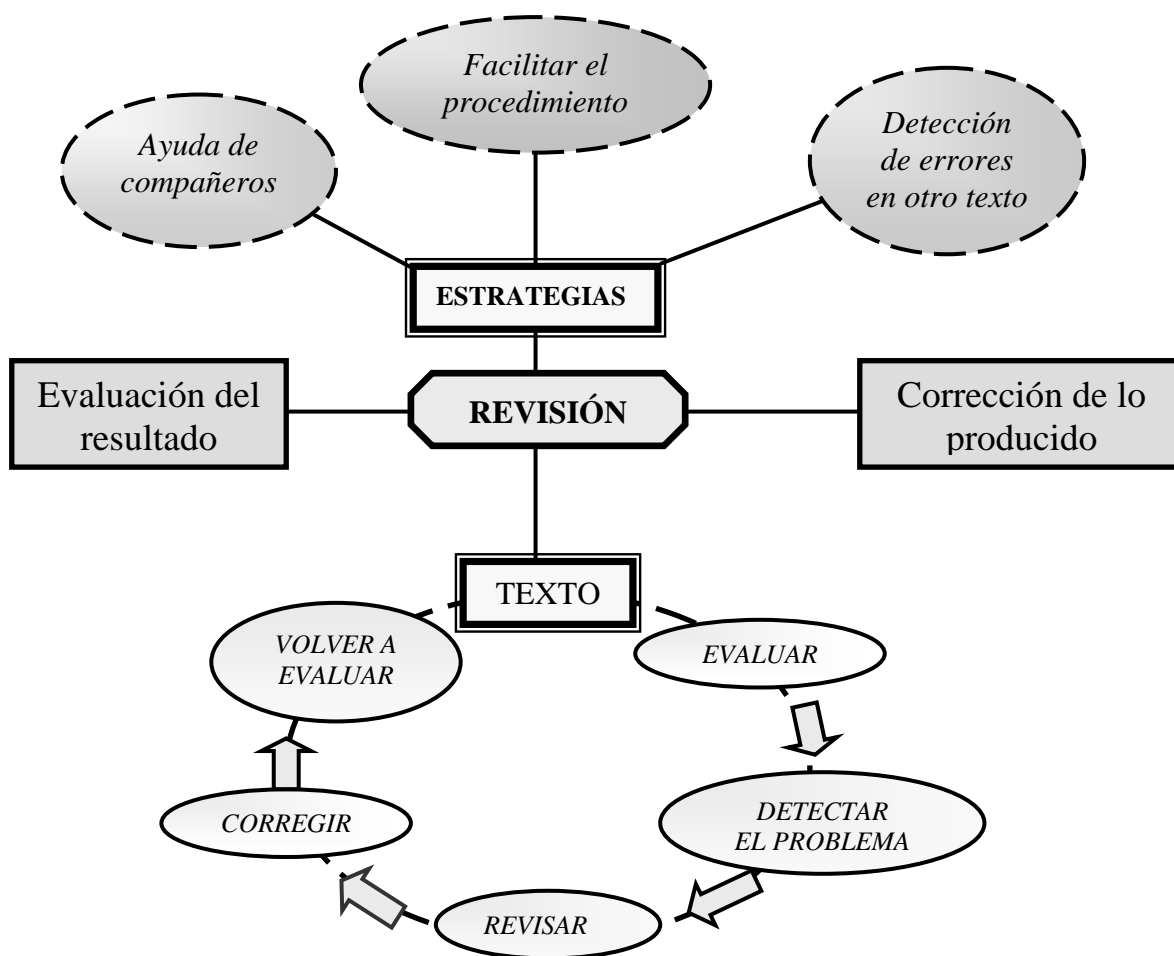 Facilitar el
procedimiento
Ayuda de
compañeros
Detección
de errores
en otro texto
ESTRATEGIAS
Evaluación del
resultado
REVISIÓN
Corrección de lo
producido
TEXTO
VOLVER A
EVALUAR
EVALUAR
DETECTAR
EL PROBLEMA
CORREGIR
REVISAR